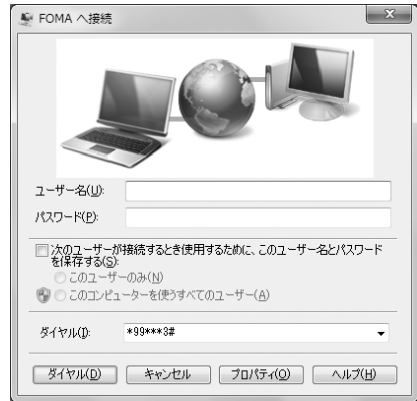 FOMA へ接続
ユーザー名(U):
パスワード(P):
次のユーザーが接続するとき使用するために、このユーザー名とパスワード
を保存する(S):
このユーザーのみ(N)
このコンピューターを使うすべてのユーザー(A)
ダイヤル(I): *99***3#
ダイヤル(D) キャンセル プロパティ(O) ヘルプ(H)